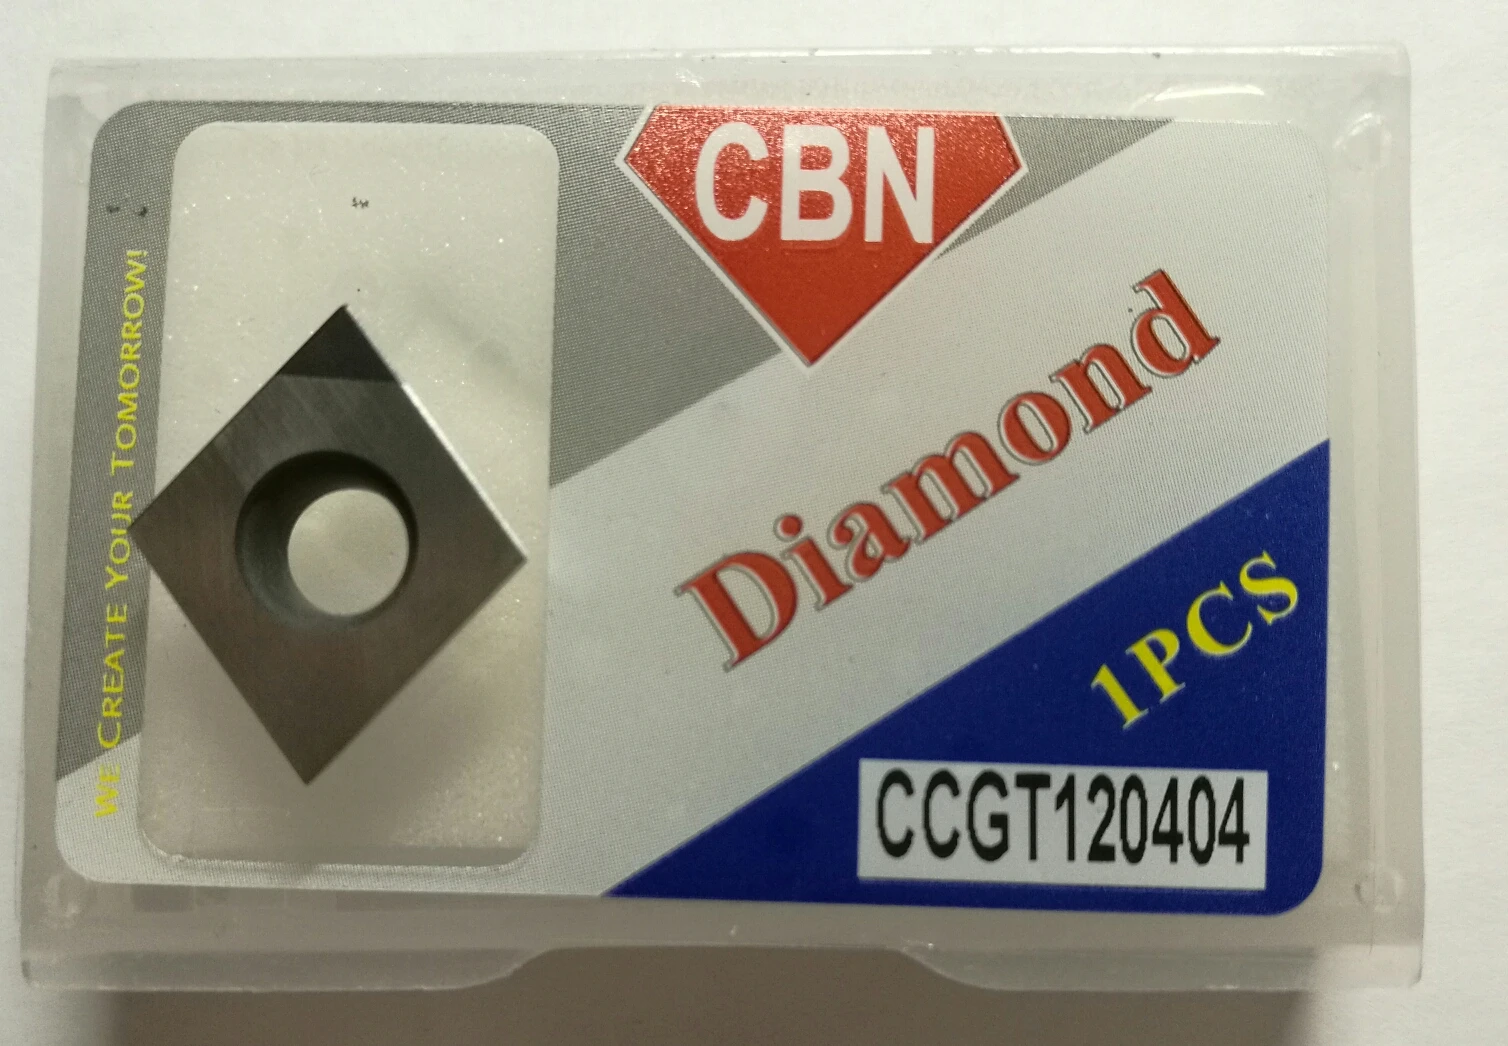 CBN
WE CREATE YOUR TOMORROW!
Diamond
1PCS
CCGT120404